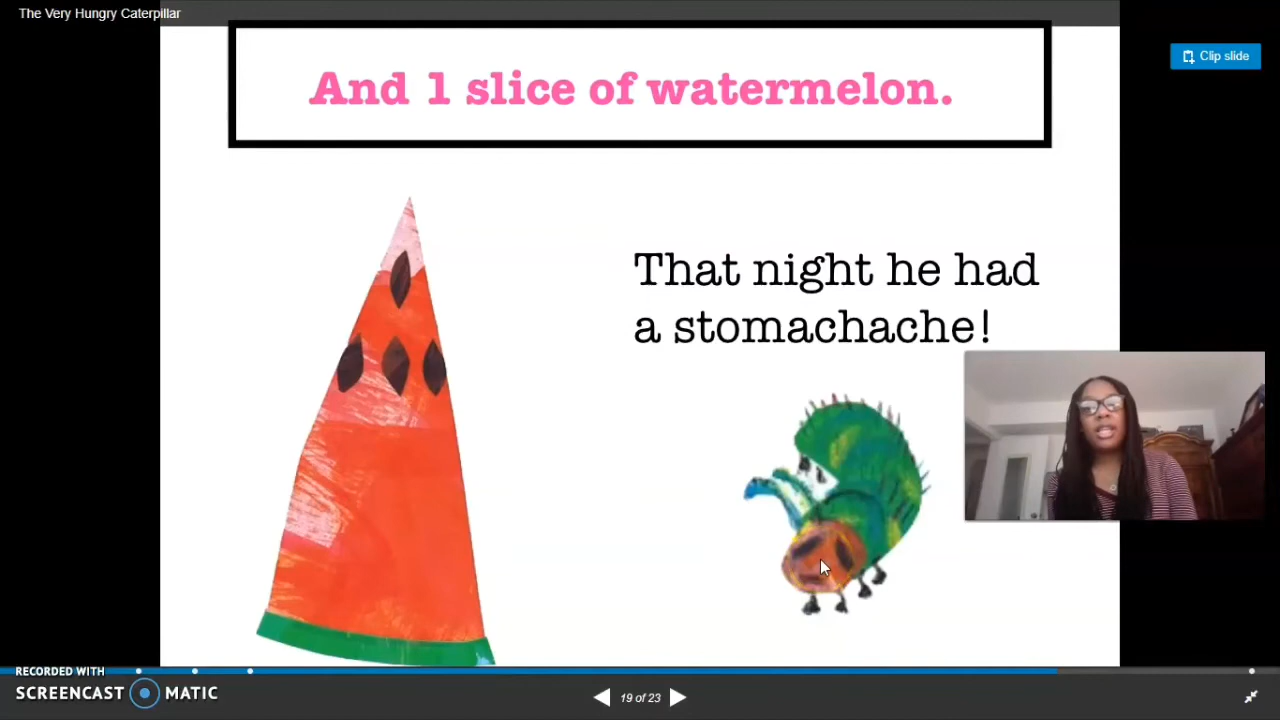 The Very Hungry Caterpillar
Clip slide
And 1 slice of watermelon.
That night he had
a stomachache!
RECORDED WITH
SCREENCAST MATIC
19 of 23